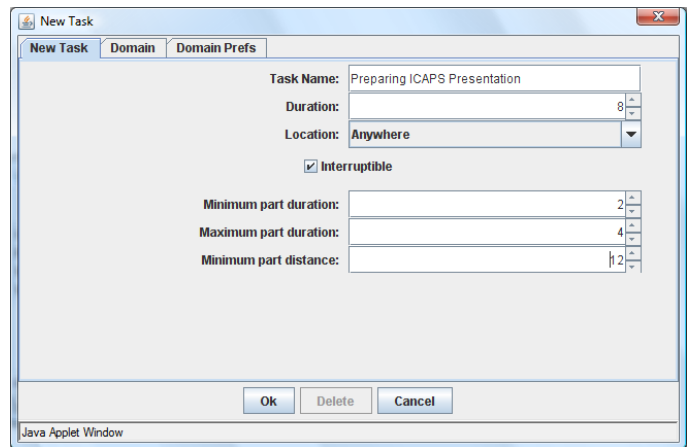 New Task
New Task Domain Domain Prefs
Task Name: Preparing ICAPS Presentation
Duration: 8
Location: Anywhere
Interruptible
Minimum part duration: 2
Maximum part duration: 4
Minimum part distance: 12
Ok Delete Cancel
Java Applet Window